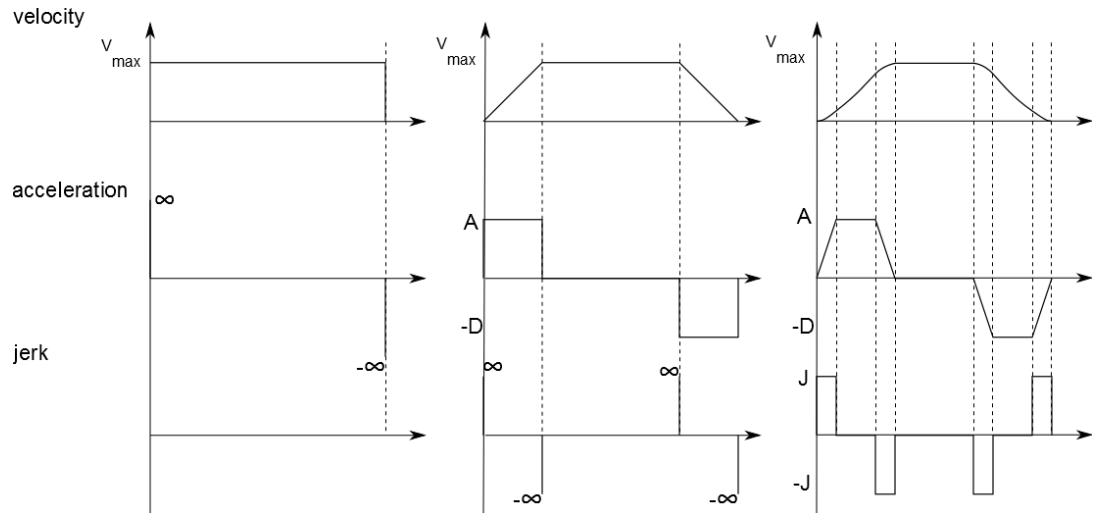 velocity
V
max
V
max
V
max
acceleration
∞
A
-D
A
-D
jerk
-∞
∞
∞
-∞
-∞
J
-J